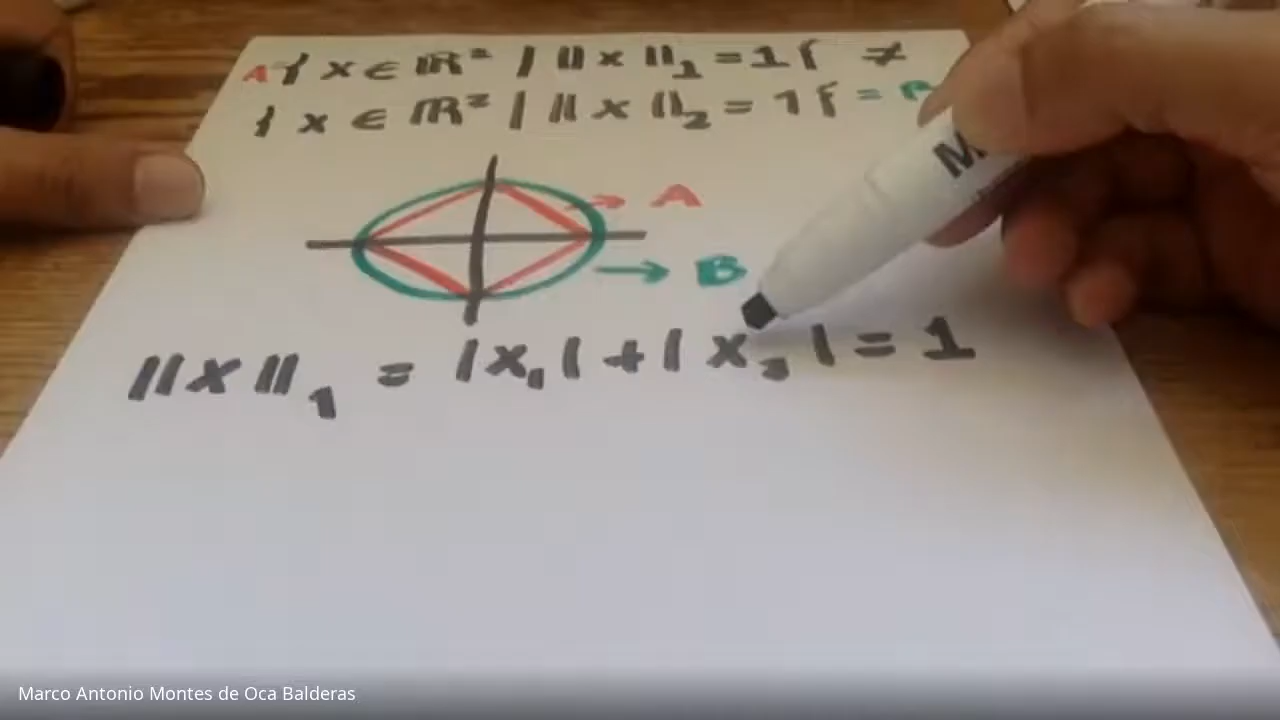 A { x ∈ ℝ² | ‖x‖₁ = 1 } ≠
{ x ∈ ℝ² | ‖x‖₂ = 1 } =
A
B
‖x‖₁ = |x₁| + |x₂| = 1
Marco Antonio Montes de Oca Balderas